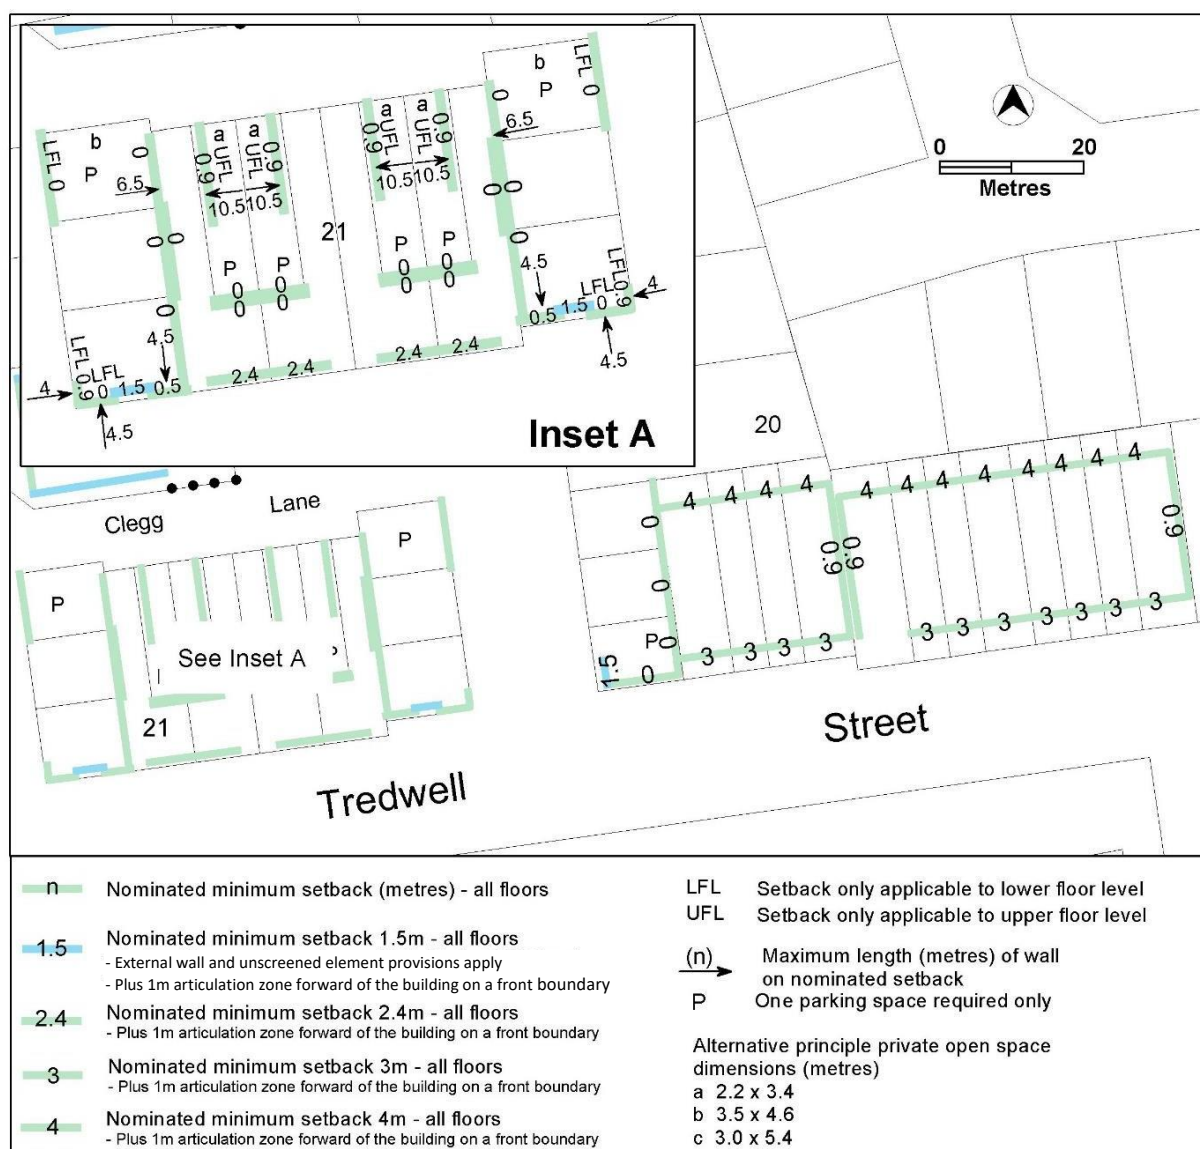 b
LFL
P
0
0
6.5
a
a
UFL
UFL
0.9
0.9
10.5
10.5
a
a
UFL
UFL
0.9
0.9
10.5
10.5
b
LFL
P
0
0
6.5
LFL
0
0
0
0
0
21
P
P
0
0
0
0
P
P
0
0
0
0
0
0
4.5
LFL
1.5
0
0.5
LFL
0.9
4
4.5
4.5
LFL
0.9
4
LFL
0
1.5
0.5
4.5
2.4
2.4
2.4
2.4
Inset A
0
20
Metres
20
Clegg
Lane
P
P
See Inset A
21
4
4
4
4
4
4
4
4
4
4
4
4
0
0
0
0.9
0.9
0.9
P
1.5
0
3
3
3
3
3
3
3
3
3
3
3
Tredwell
Street
n Nominated minimum setback (metres) - all floors
1.5 Nominated minimum setback 1.5m - all floors
- External wall and unscreened element provisions apply
- Plus 1m articulation zone forward of the building on a front boundary
2.4 Nominated minimum setback 2.4m - all floors
- Plus 1m articulation zone forward of the building on a front boundary
3 Nominated minimum setback 3m - all floors
- Plus 1m articulation zone forward of the building on a front boundary
4 Nominated minimum setback 4m - all floors
- Plus 1m articulation zone forward of the building on a front boundary
LFL Setback only applicable to lower floor level
UFL Setback only applicable to upper floor level
(n) Maximum length (metres) of wall
on nominated setback
P One parking space required only
Alternative principle private open space
dimensions (metres)
a 2.2 x 3.4
b 3.5 x 4.6
c 3.0 x 5.4